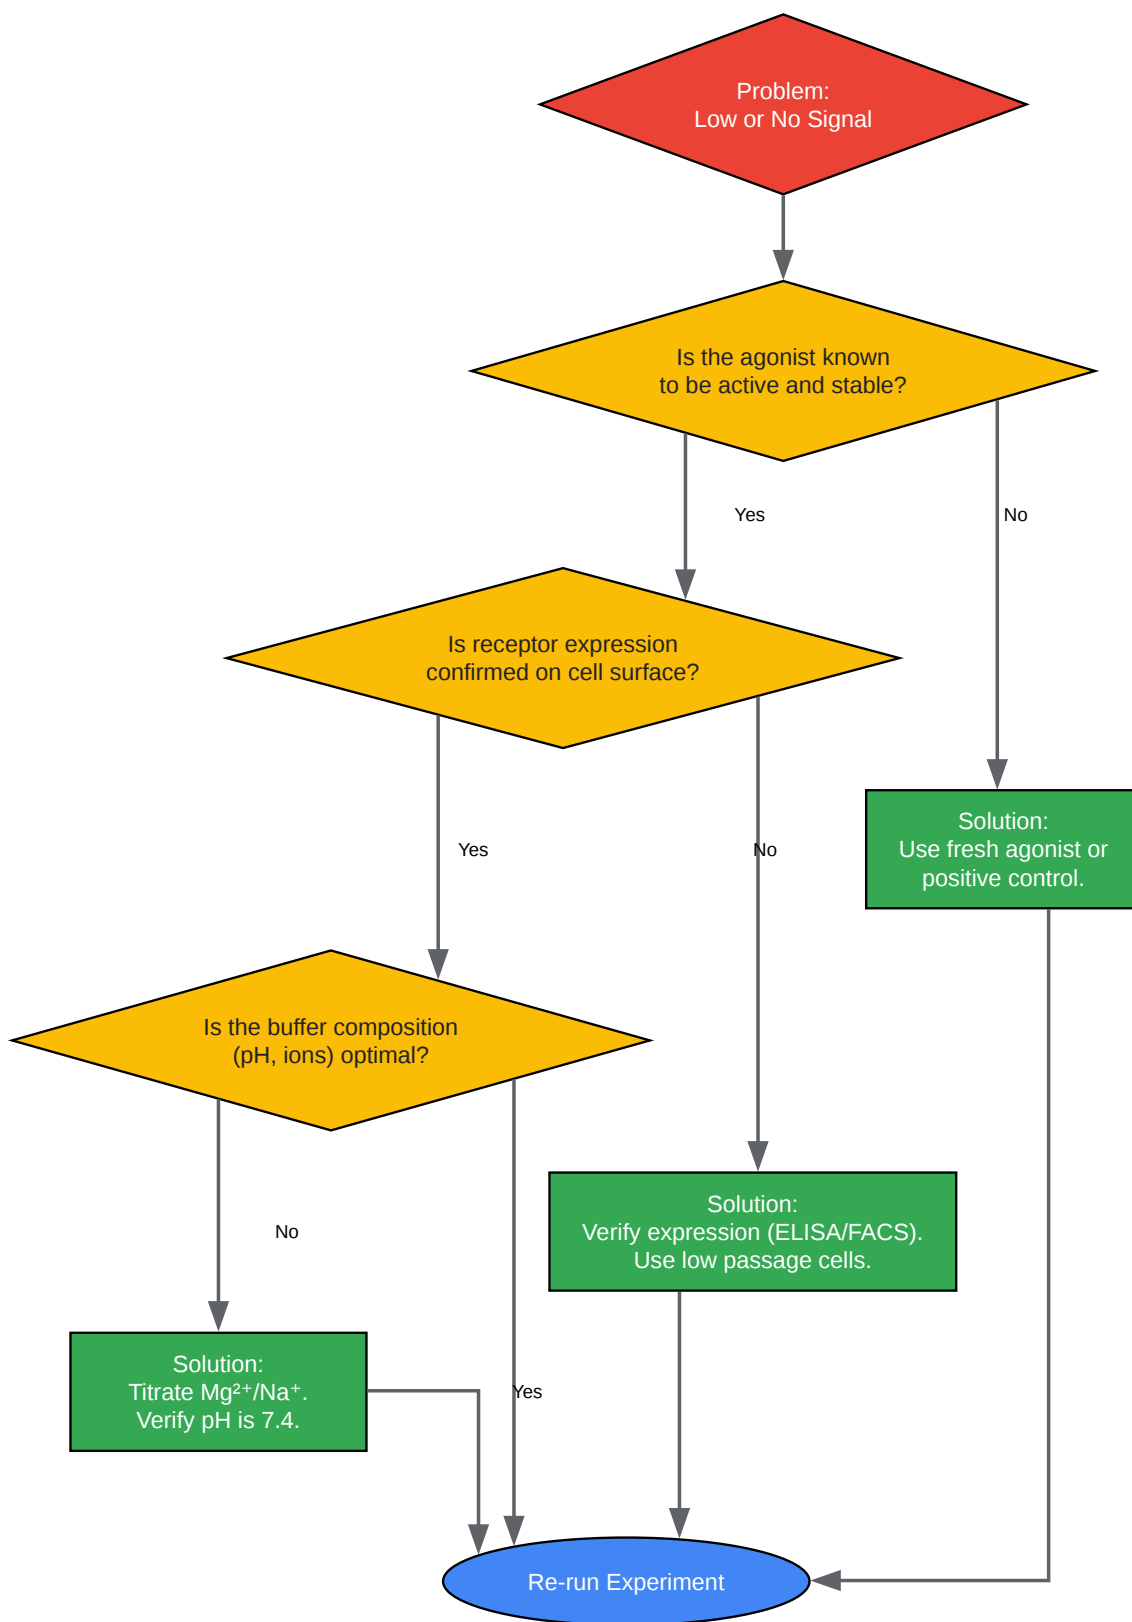 Problem:
Low or No Signal
Is the agonist known
to be active and stable?
Yes
No
Is receptor expression
confirmed on cell surface?
Yes
No
Solution:
Use fresh agonist or
positive control.
Is the buffer composition
(pH, ions) optimal?
No
Yes
Solution:
Verify expression (ELISA/FACS).
Use low passage cells.
Solution:
Titrate Mg²⁺/Na⁺.
Verify pH is 7.4.
Re-run Experiment